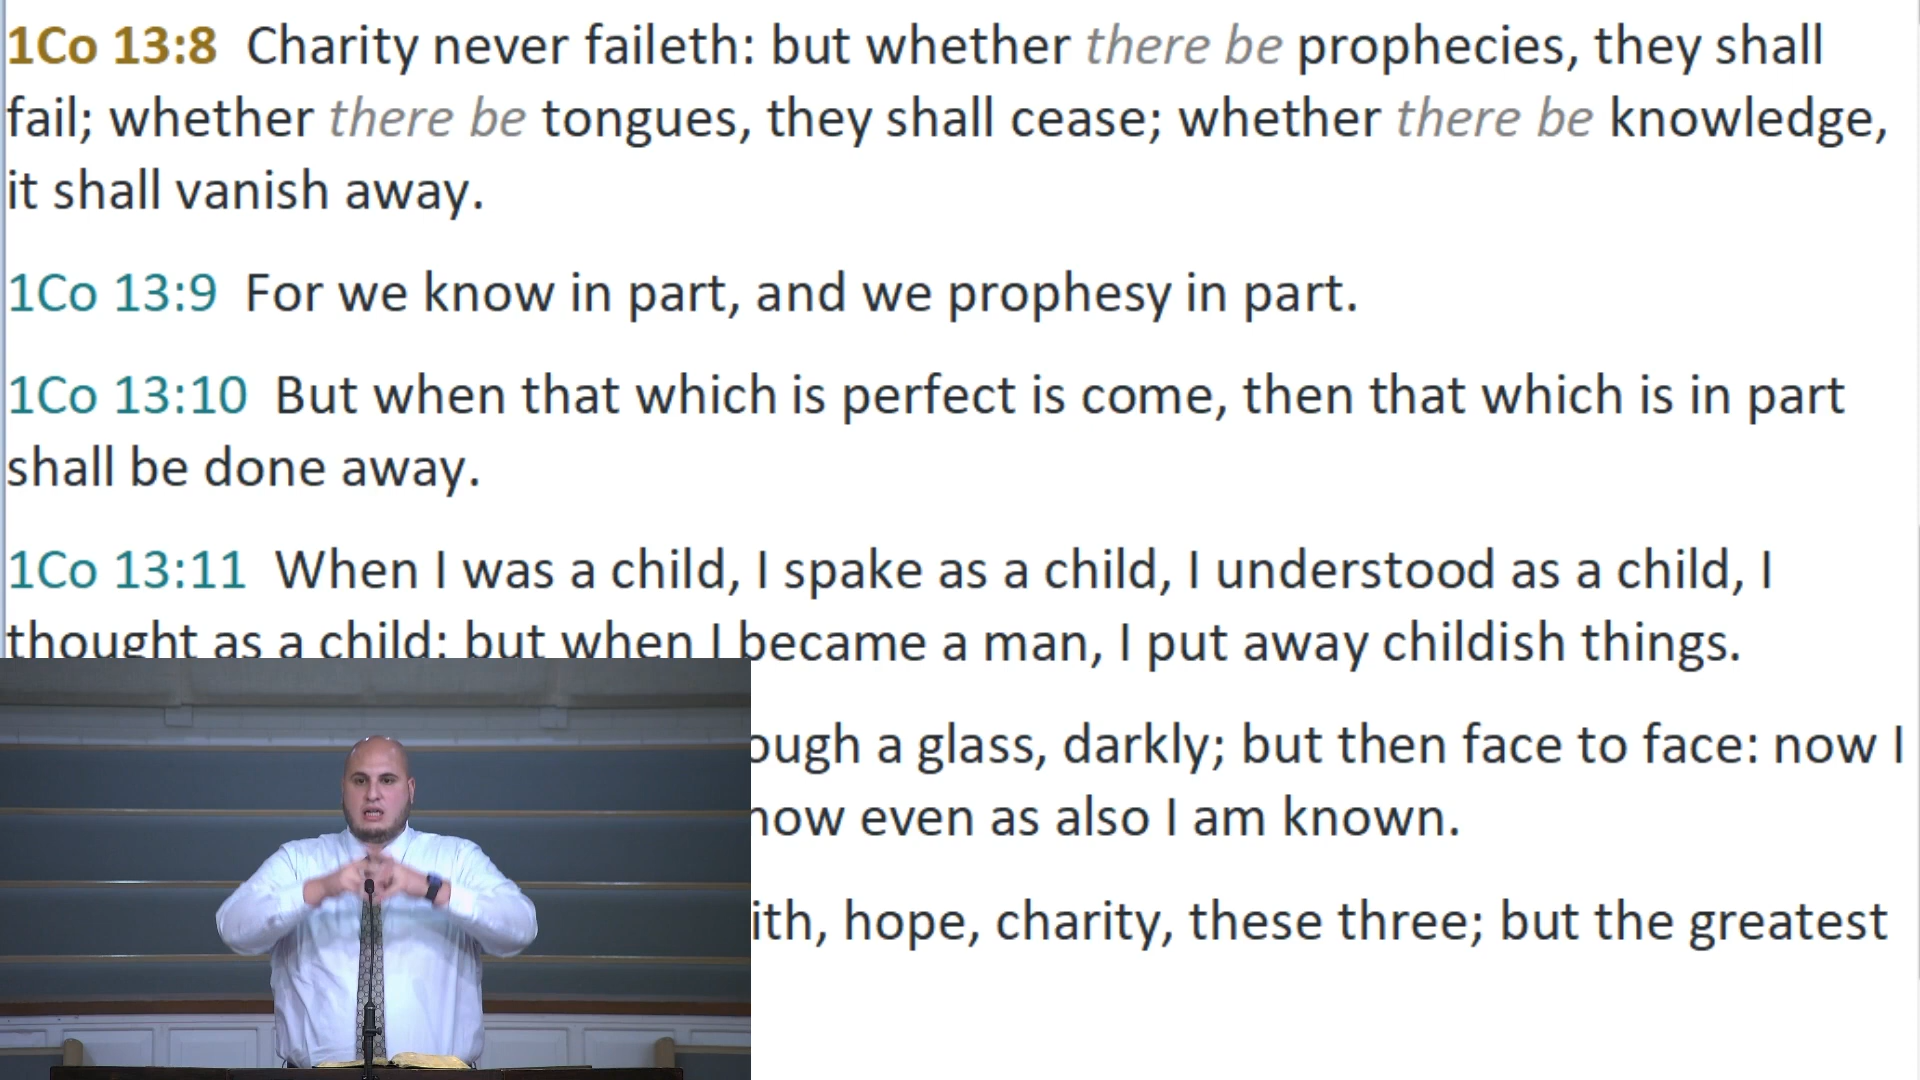 1Co 13:8 Charity never faileth: but whether there be prophecies, they shall
fail; whether there be tongues, they shall cease; whether there be knowledge,
it shall vanish away.
1Co 13:9 For we know in part, and we prophesy in part.
1Co 13:10 But when that which is perfect is come, then that which is in part
shall be done away.
1Co 13:11 When I was a child, I spake as a child, I understood as a child, I
thought as a child: but when I became a man, I put away childish things.
ough a glass, darkly; but then face to face: now I
now even as also I am known.
ith, hope, charity, these three; but the greatest